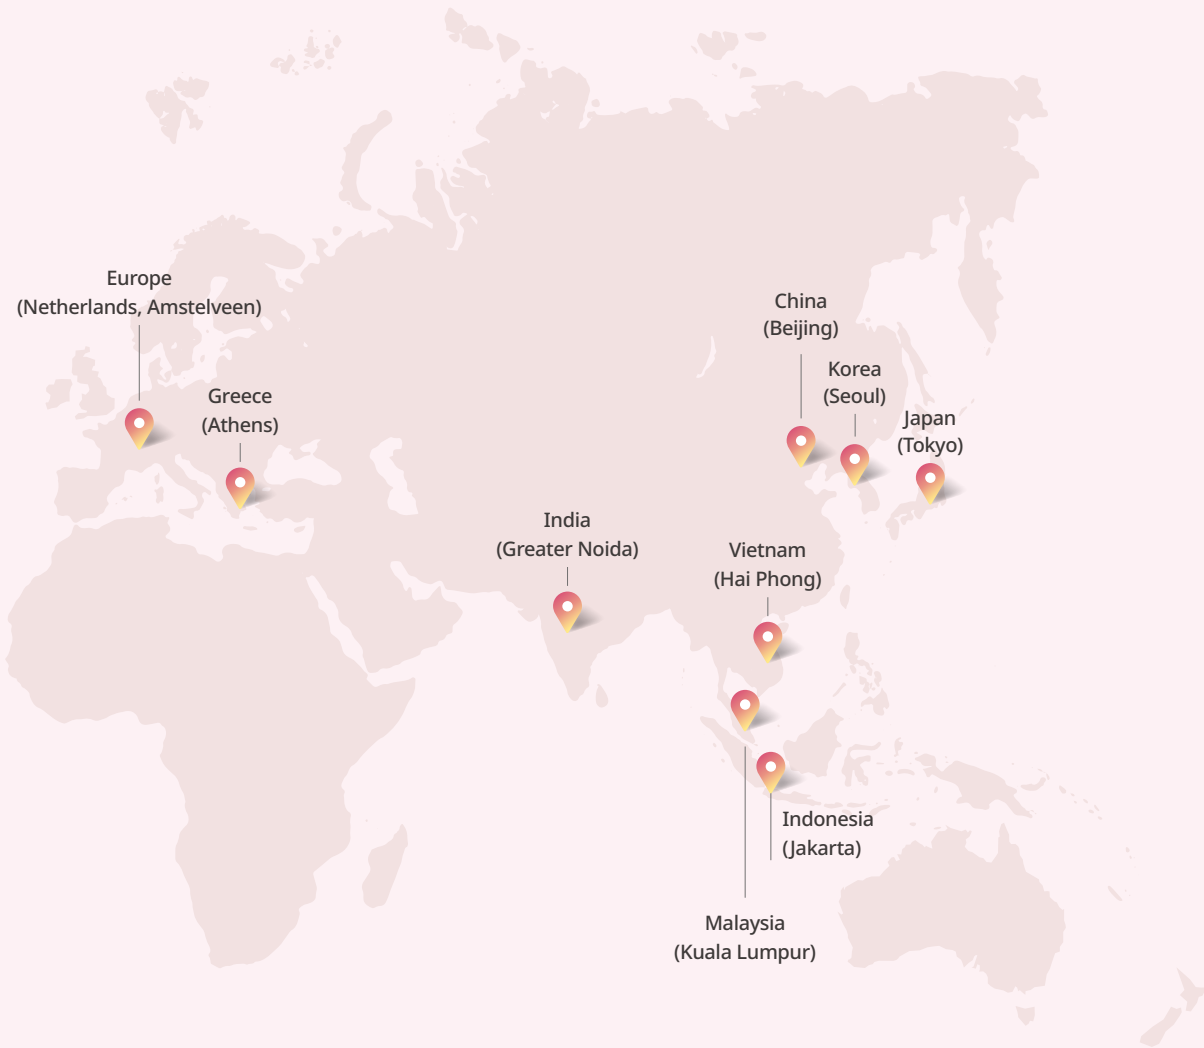 Europe
(Netherlands, Amstelveen)
Greece
(Athens)
China
(Beijing)
Korea
(Seoul)
Japan
(Tokyo)
India
(Greater Noida)
Vietnam
(Hai Phong)
Indonesia
(Jakarta)
Malaysia
(Kuala Lumpur)